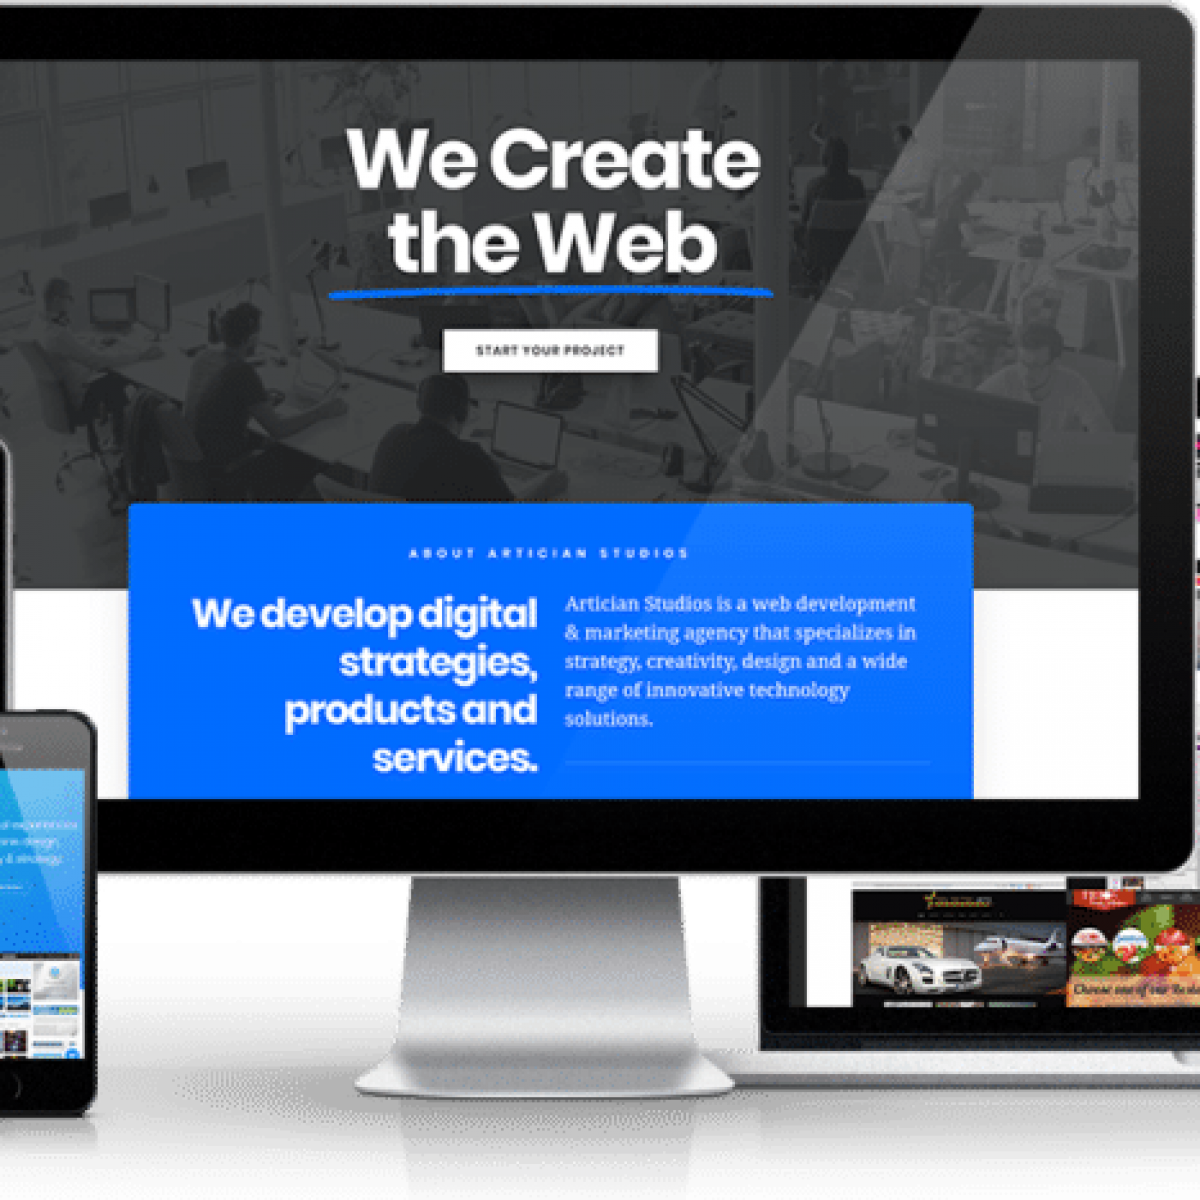 We Create
the Web
START YOUR PROJECT
ABOUT ARTICIAN STUDIOS
We develop digital
strategies,
products and
services.
Artician Studios is a web development
& marketing agency that specializes in
strategy, creativity, design and a wide
range of innovative technology
solutions.
Choose one of our